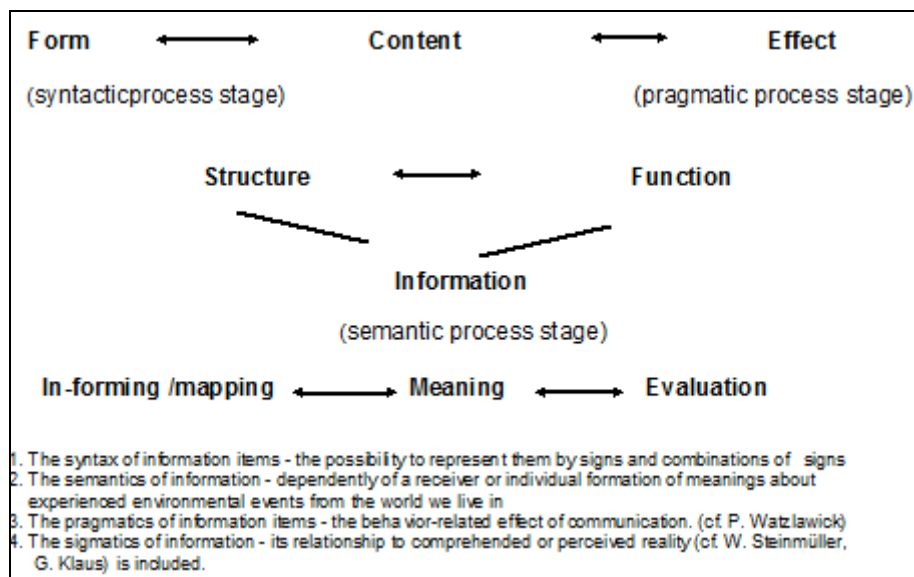 Form Content Effect
(syntacticprocess stage) (pragmatic process stage)
Structure Function
Information
(semantic process stage)
In-forming /mapping Meaning Evaluation
1. The syntax of information items - the possibility to represent them by signs and combinations of signs
2. The semantics of information - dependently of a receiver or individual formation of meanings about
experienced environmental events from the world we live in
3. The pragmatics of information items - the behavior-related effect of communication. (cf. P. Watzlawick)
4. The sigmatics of information - its relationship to comprehended or perceived reality (cf. W. Steinmüller,
G. Klaus) is included.